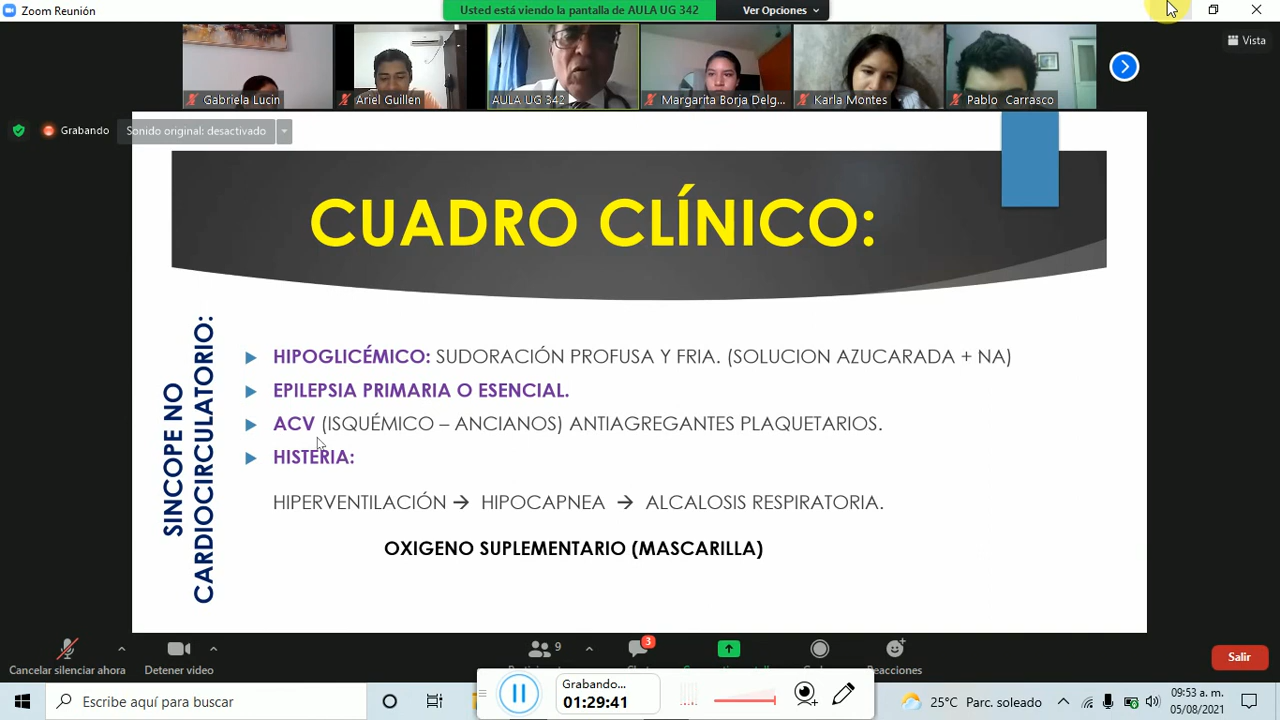 Zoom Reunión
Usted está viendo la pantalla de AULA UG 342
Ver Opciones
Vista
Gabriela Lucin
Ariel Guillen
AULA UG 342
Margarita Borja Delg...
Karla Montes
Pablo Carrasco
Grabando
Sonido original: desactivado
CUADRO CLÍNICO:
SINCOPE NO
CARDIOCIRCULATORIO:
HIPOGLICÉMICO: SUDORACIÓN PROFUSA Y FRIA. (SOLUCION AZUCARADA + NA)
EPILEPSIA PRIMARIA O ESENCIAL.
ACV (ISQUÉMICO – ANCIANOS) ANTIAGREGANTES PLAQUETARIOS.
HISTERIA:
HIPERVENTILACIÓN → HIPOCAPNEA → ALCALOSIS RESPIRATORIA.
OXIGENO SUPLEMENTARIO (MASCARILLA)
9
3
Cancelar silenciar ahora
Detener video
Reacciones
Salir
Grabando...
01:29:41
Escribe aquí para buscar
25°C Parc. soleado
09:53 a. m.
05/08/2021